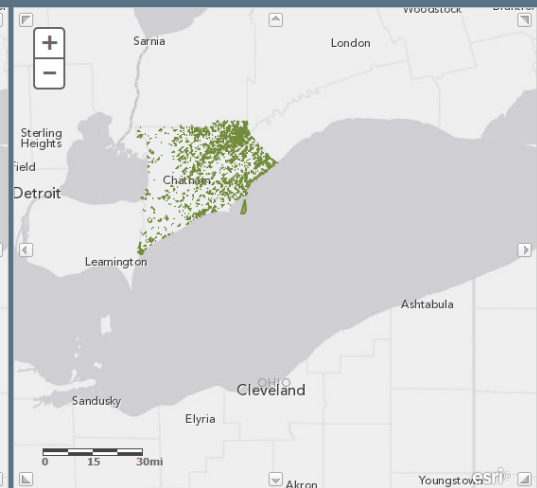 Woodstock
Sarnia
London
+
−
Sterling
Heights
field
Chatham
Detroit
Leamington
Ashtabula
OHIO
Cleveland
Sandusky
Elyria
0 15 30mi
Akron
Youngstown
esri